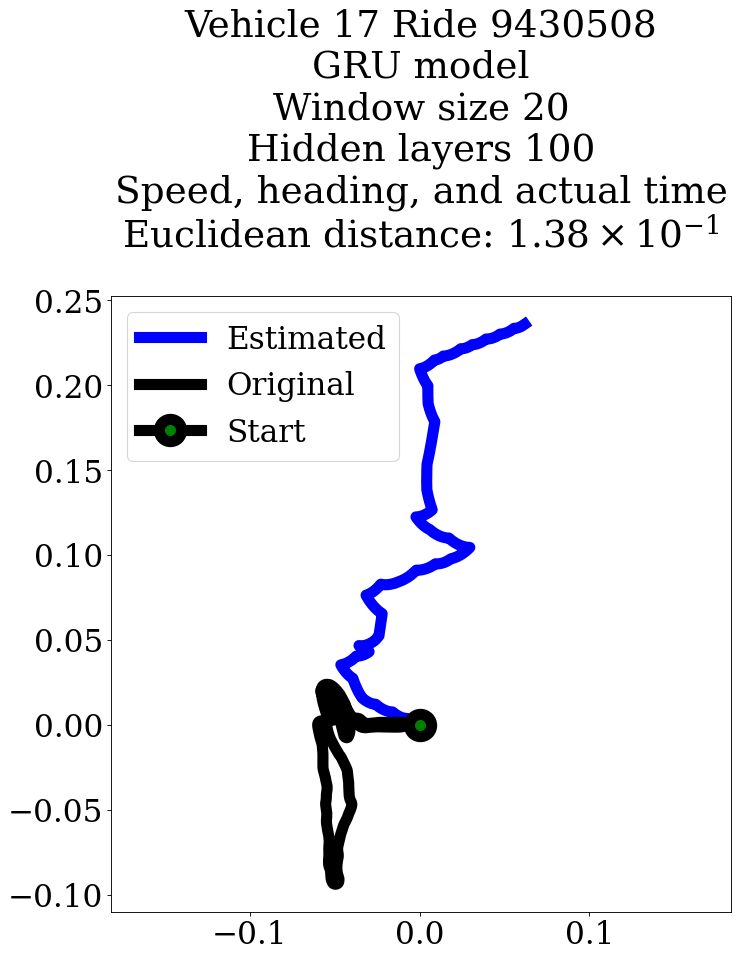 Vehicle 17 Ride 9430508
GRU model
Window size 20
Hidden layers 100
Speed, heading, and actual time
Euclidean distance: 1.38 × 10⁻¹
Estimated
Original
Start
0.25
0.20
0.15
0.10
0.05
0.00
−0.05
−0.10
−0.1 0.0 0.1